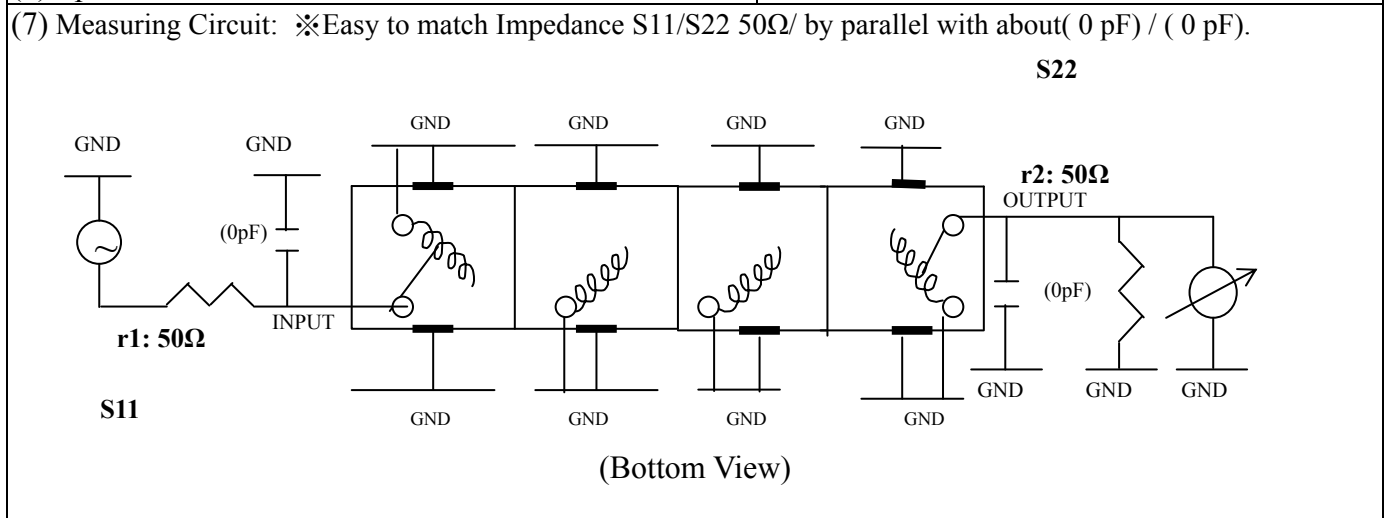 (7) Measuring Circuit: ※Easy to match Impedance S11/S22 50Ω/ by parallel with about( 0 pF) / ( 0 pF).
S22
GND GND GND GND
GND GND
r2: 50Ω
OUTPUT
(0pF)
(0pF)
INPUT
r1: 50Ω
GND GND GND
S11
GND GND GND GND
(Bottom View)